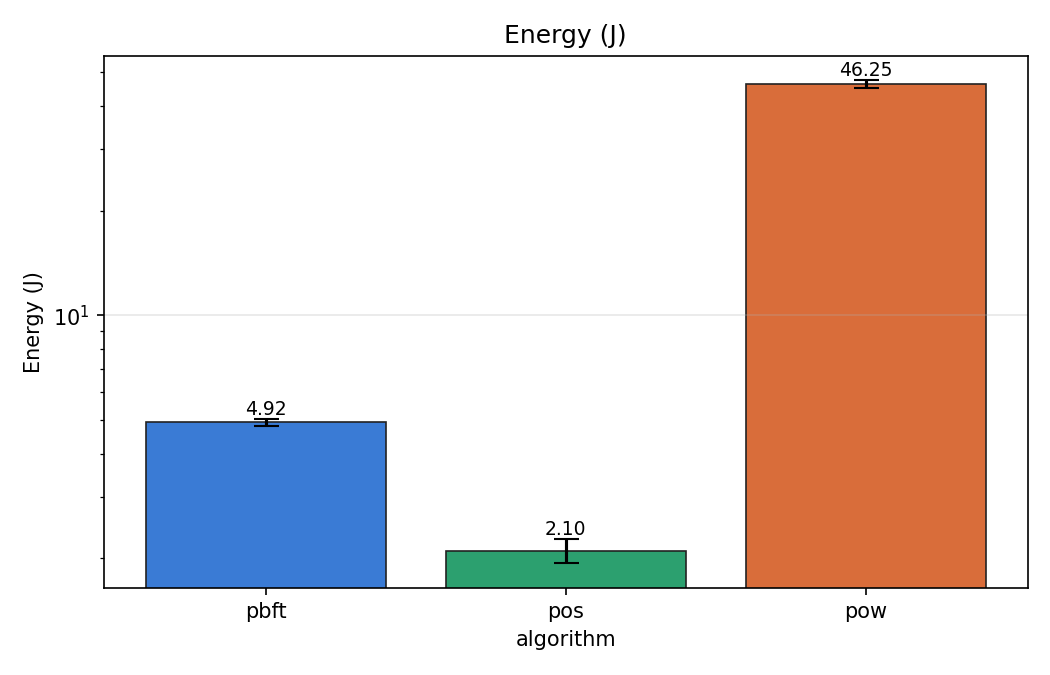 Energy (J)
46.25
Energy (J)
10¹
4.92
2.10
pbft
pos
pow
algorithm